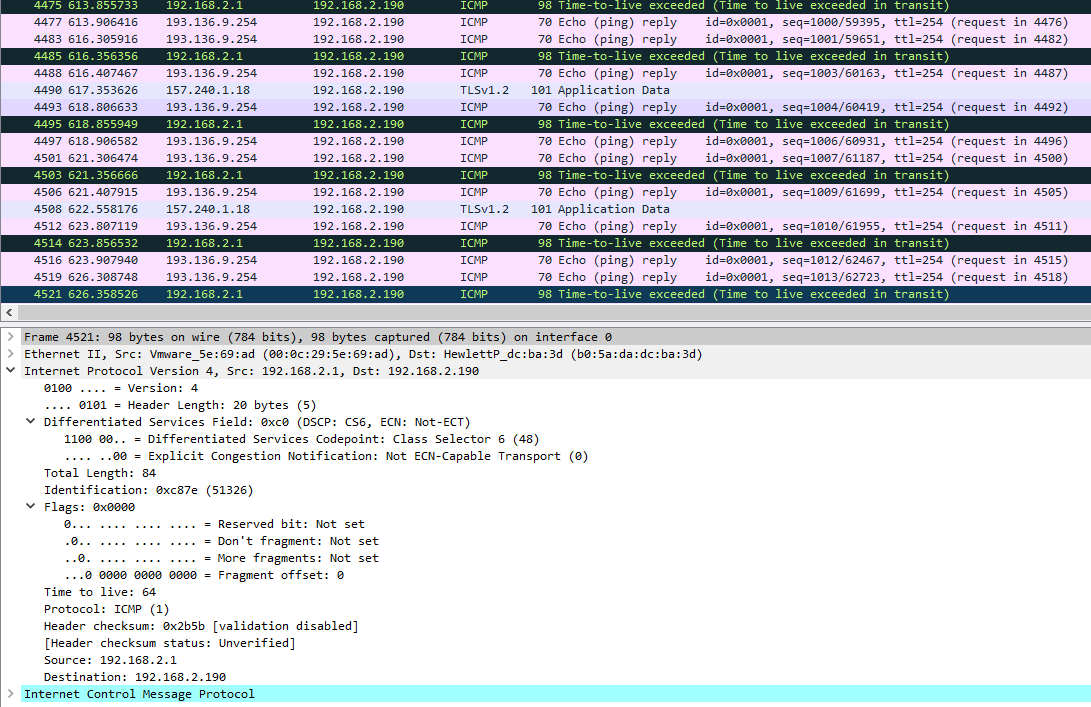 4475 613.855733 192.168.2.1 192.168.2.190 ICMP 98 Time-to-live exceeded (Time to live exceeded in transit)
4477 613.906416 193.136.9.254 192.168.2.190 ICMP 70 Echo (ping) reply id=0x0001, seq=1000/59395, ttl=254 (request in 4476)
4483 616.305916 193.136.9.254 192.168.2.190 ICMP 70 Echo (ping) reply id=0x0001, seq=1001/59651, ttl=254 (request in 4482)
4485 616.356356 192.168.2.1 192.168.2.190 ICMP 98 Time-to-live exceeded (Time to live exceeded in transit)
4488 616.407467 193.136.9.254 192.168.2.190 ICMP 70 Echo (ping) reply id=0x0001, seq=1003/60163, ttl=254 (request in 4487)
4490 617.353626 157.240.1.18 192.168.2.190 TLSv1.2 101 Application Data
4493 618.806633 193.136.9.254 192.168.2.190 ICMP 70 Echo (ping) reply id=0x0001, seq=1004/60419, ttl=254 (request in 4492)
4495 618.855949 192.168.2.1 192.168.2.190 ICMP 98 Time-to-live exceeded (Time to live exceeded in transit)
4497 618.906582 193.136.9.254 192.168.2.190 ICMP 70 Echo (ping) reply id=0x0001, seq=1006/60931, ttl=254 (request in 4496)
4501 621.306474 193.136.9.254 192.168.2.190 ICMP 70 Echo (ping) reply id=0x0001, seq=1007/61187, ttl=254 (request in 4500)
4503 621.356666 192.168.2.1 192.168.2.190 ICMP 98 Time-to-live exceeded (Time to live exceeded in transit)
4506 621.407915 193.136.9.254 192.168.2.190 ICMP 70 Echo (ping) reply id=0x0001, seq=1009/61699, ttl=254 (request in 4505)
4508 622.558176 157.240.1.18 192.168.2.190 TLSv1.2 101 Application Data
4512 623.807119 193.136.9.254 192.168.2.190 ICMP 70 Echo (ping) reply id=0x0001, seq=1010/61955, ttl=254 (request in 4511)
4514 623.856532 192.168.2.1 192.168.2.190 ICMP 98 Time-to-live exceeded (Time to live exceeded in transit)
4516 623.907940 193.136.9.254 192.168.2.190 ICMP 70 Echo (ping) reply id=0x0001, seq=1012/62467, ttl=254 (request in 4515)
4519 626.308748 193.136.9.254 192.168.2.190 ICMP 70 Echo (ping) reply id=0x0001, seq=1013/62723, ttl=254 (request in 4518)
4521 626.358526 192.168.2.1 192.168.2.190 ICMP 98 Time-to-live exceeded (Time to live exceeded in transit)
Frame 4521: 98 bytes on wire (784 bits), 98 bytes captured (784 bits) on interface 0
Ethernet II, Src: Vmware_5e:69:ad (00:0c:29:5e:69:ad), Dst: HewlettP_dc:ba:3d (b0:5a:da:dc:ba:3d)
Internet Protocol Version 4, Src: 192.168.2.1, Dst: 192.168.2.190
0100 .... = Version: 4
.... 0101 = Header Length: 20 bytes (5)
Differentiated Services Field: 0xc0 (DSCP: CS6, ECN: Not-ECT)
1100 00.. = Differentiated Services Codepoint: Class Selector 6 (48)
.... ..00 = Explicit Congestion Notification: Not ECN-Capable Transport (0)
Total Length: 84
Identification: 0xc87e (51326)
Flags: 0x0000
0... .... .... .... = Reserved bit: Not set
.0.. .... .... .... = Don't fragment: Not set
..0. .... .... .... = More fragments: Not set
...0 0000 0000 0000 = Fragment offset: 0
Time to live: 64
Protocol: ICMP (1)
Header checksum: 0x2b5b [validation disabled]
[Header checksum status: Unverified]
Source: 192.168.2.1
Destination: 192.168.2.190
Internet Control Message Protocol